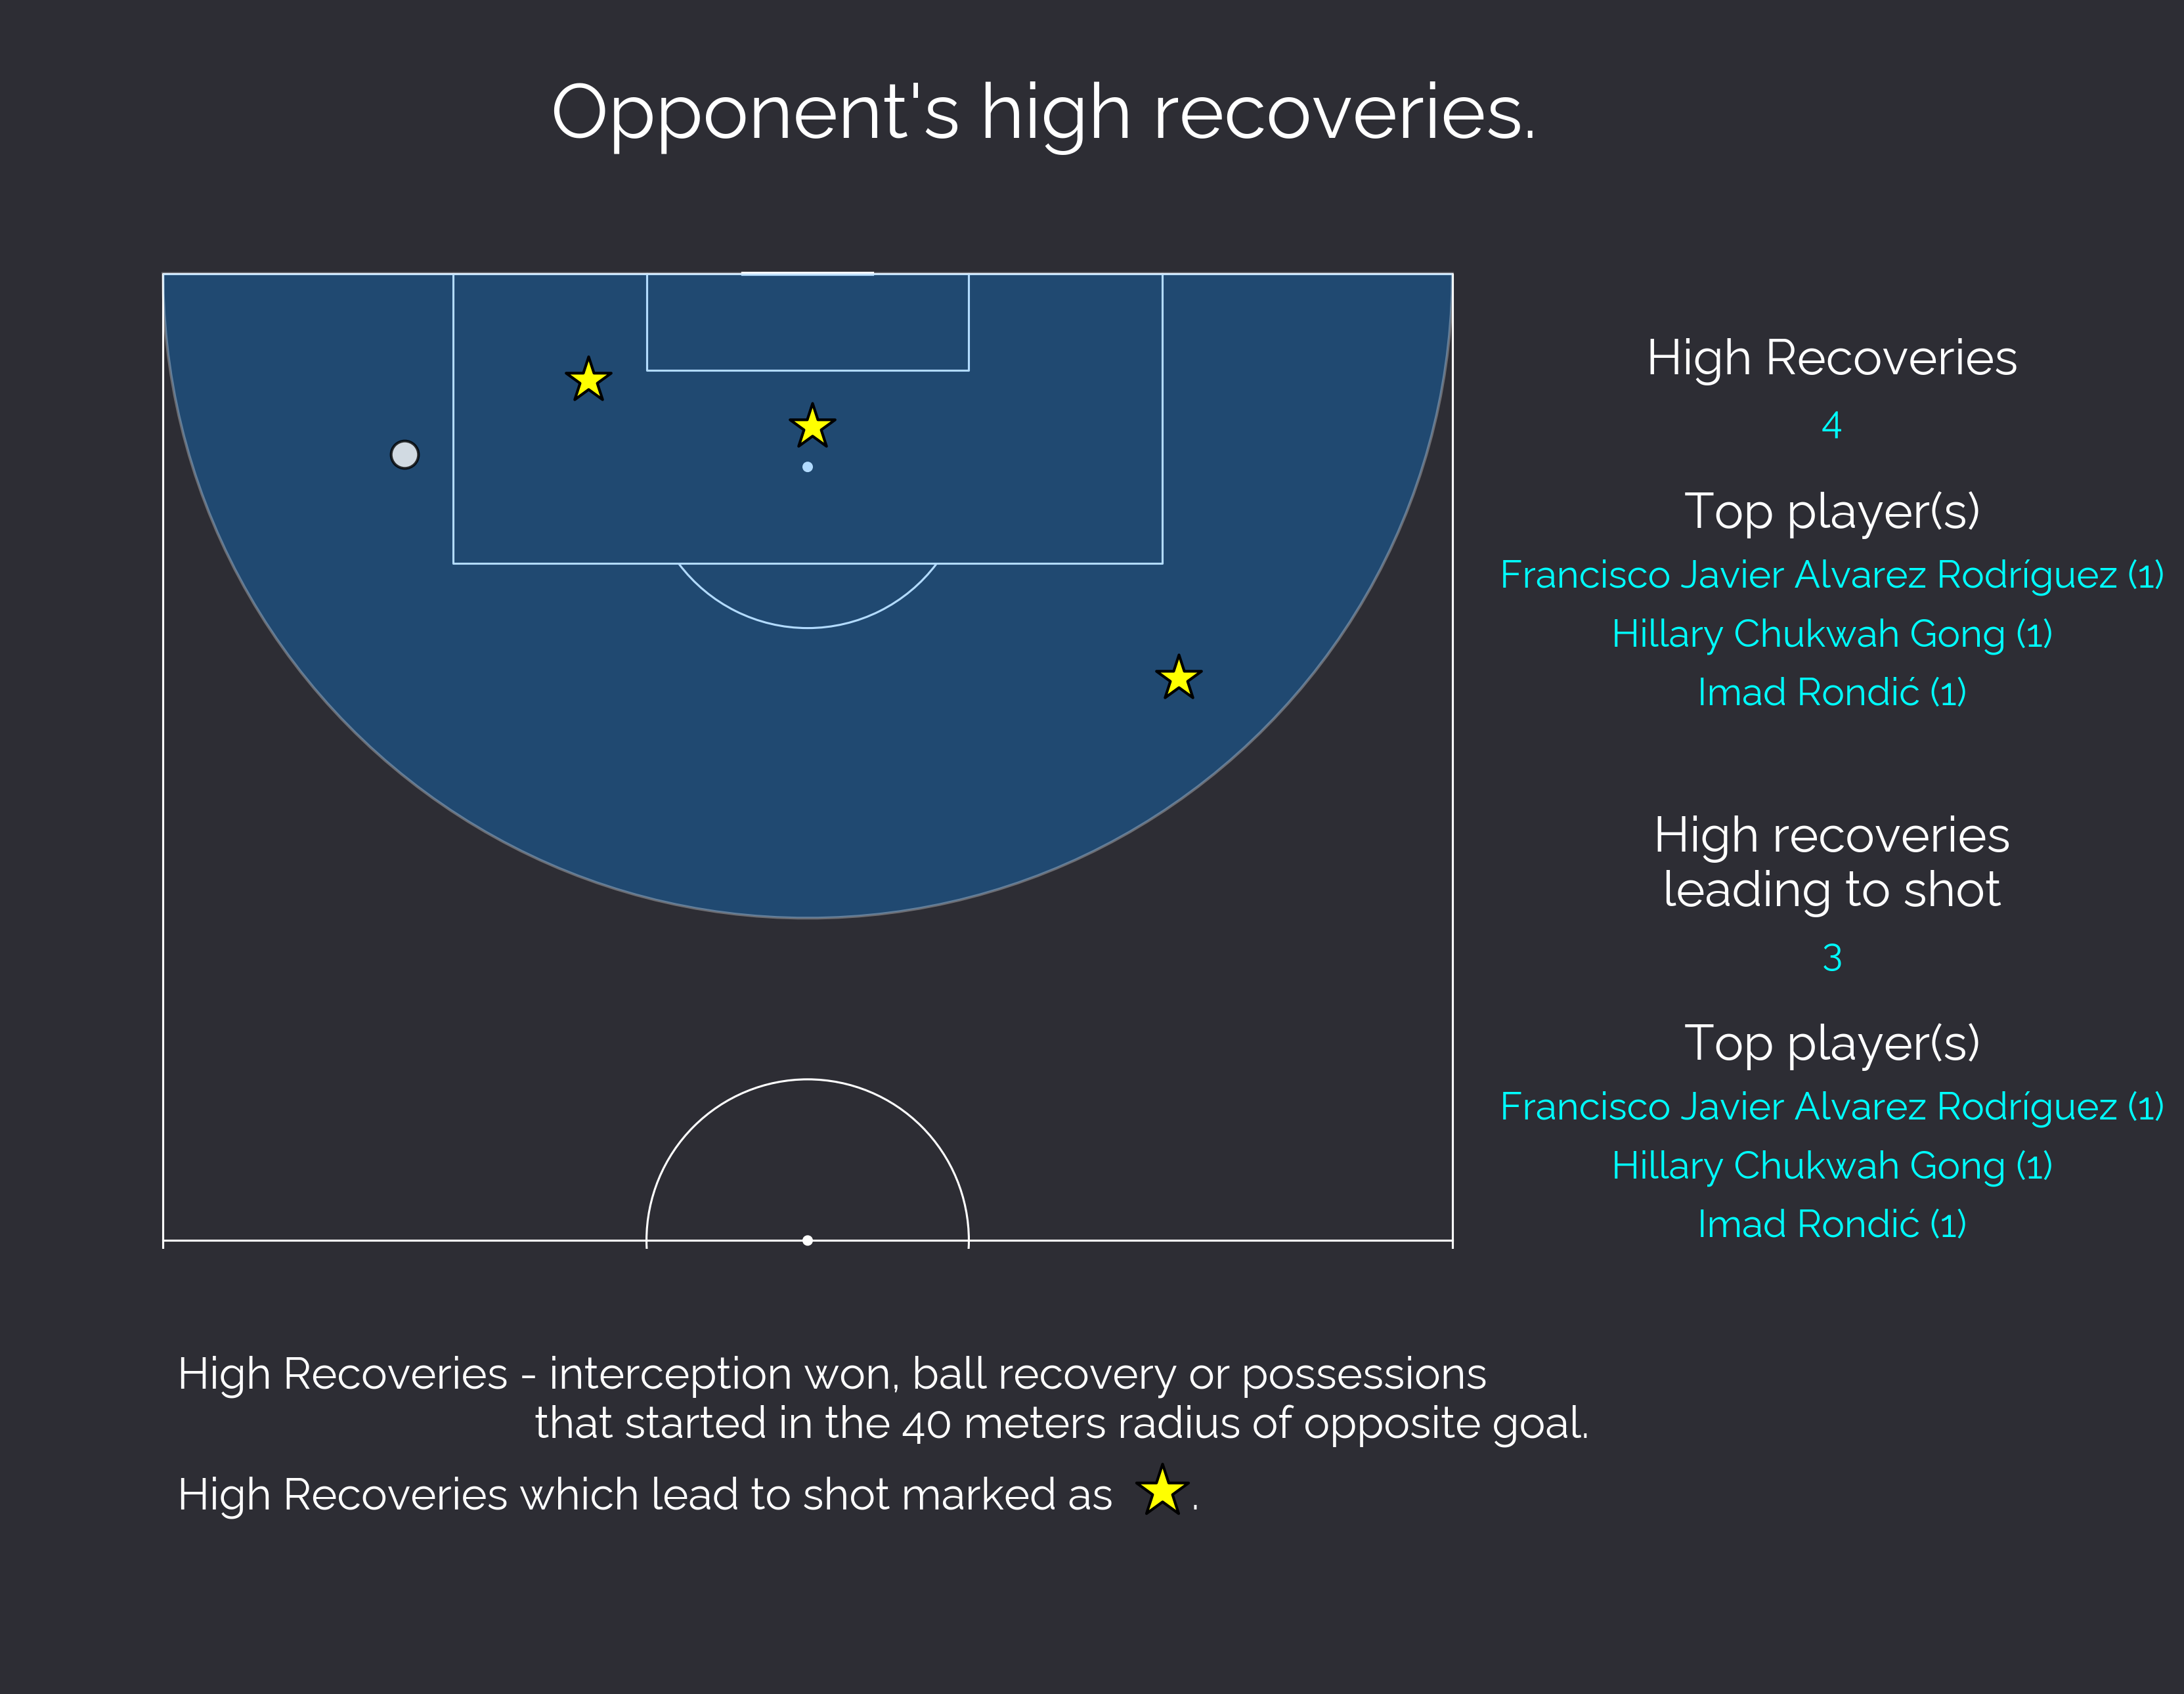 Opponent's high recoveries.
High Recoveries
4
Top player(s)
Francisco Javier Alvarez Rodríguez (1)
Hillary Chukwah Gong (1)
Imad Rondić (1)
High recoveries
leading to shot
3
Top player(s)
Francisco Javier Alvarez Rodríguez (1)
Hillary Chukwah Gong (1)
Imad Rondić (1)
High Recoveries - interception won, ball recovery or possessions
that started in the 40 meters radius of opposite goal.
High Recoveries which lead to shot marked as .